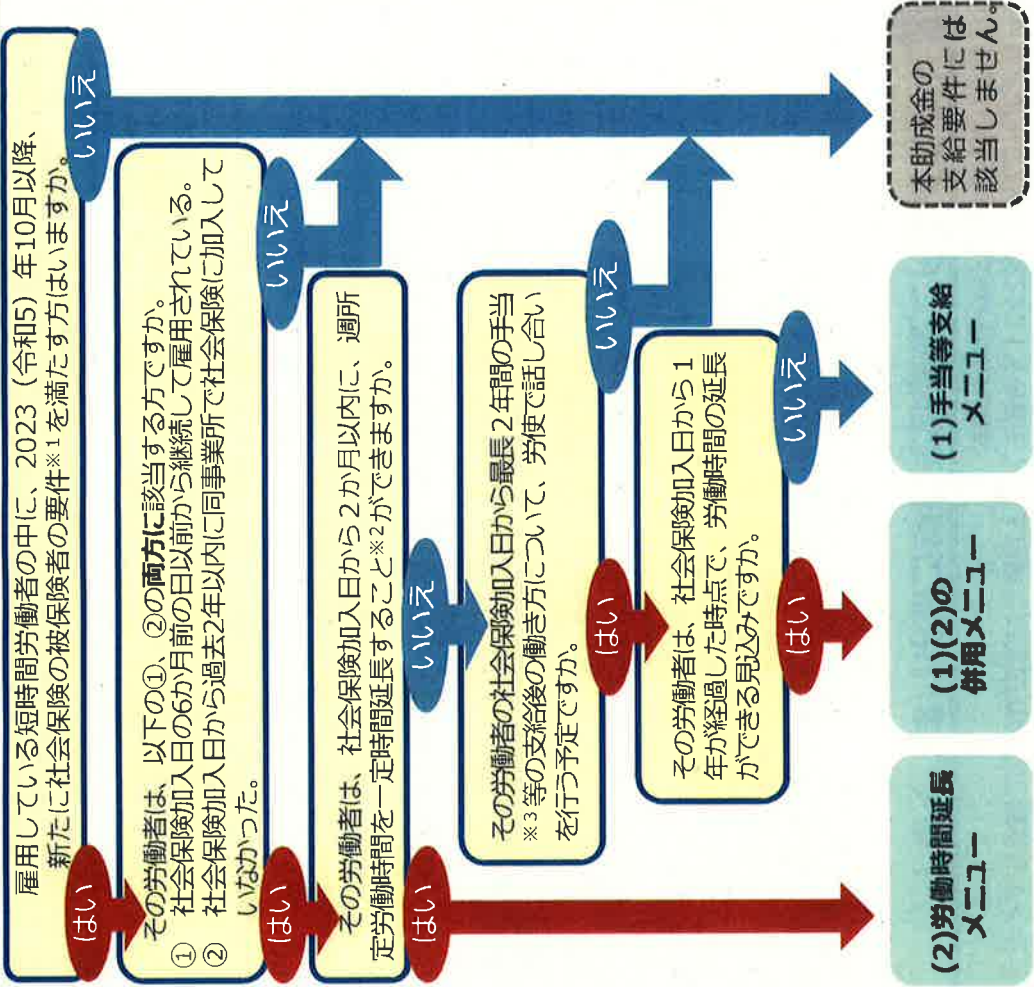 雇用している短時間労働者の中に、2023（令和5）年10月以降、
新たに社会保険の被保険者の要件※1を満たす方はいますか。
はい
いいえ
その労働者は、以下の①、②の両方に該当する方ですか。
① 社会保険加入日の6か月前の日以前から継続して雇用されている。
② 社会保険加入日から過去2年以内に同事業所で社会保険に加入して
いなかった。
はい
いいえ
その労働者は、社会保険加入日から２か月以内に、週所
定労働時間を一定時間延長すること※2ができますか。
はい
いいえ
その労働者の社会保険加入日から最長２年間の手当
※3等の支給後の働き方について、労使で話し合い
を行う予定ですか。
はい
いいえ
その労働者は、社会保険加入日から１
年が経過した時点で、労働時間の延長
ができる見込みですか。
はい
いいえ
(2)労働時間延長
メニュー
(1)(2)の
併用メニュー
(1)手当等支給
メニュー
本助成金の
支給要件には
該当しません。